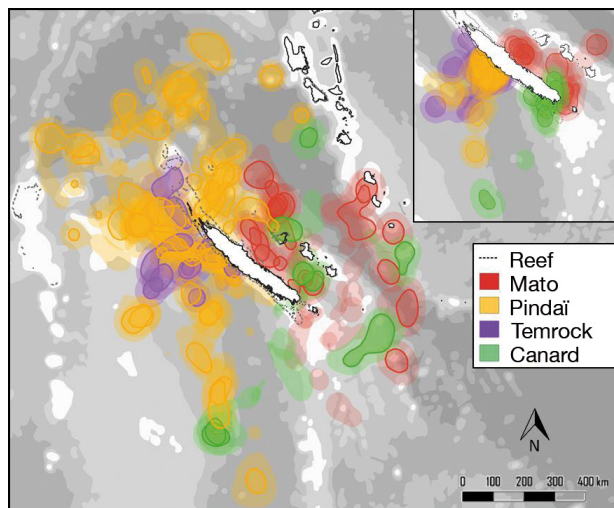 Reef
Mato
Pindaï
Temrock
Canard
N
0 100 200 300 400 km